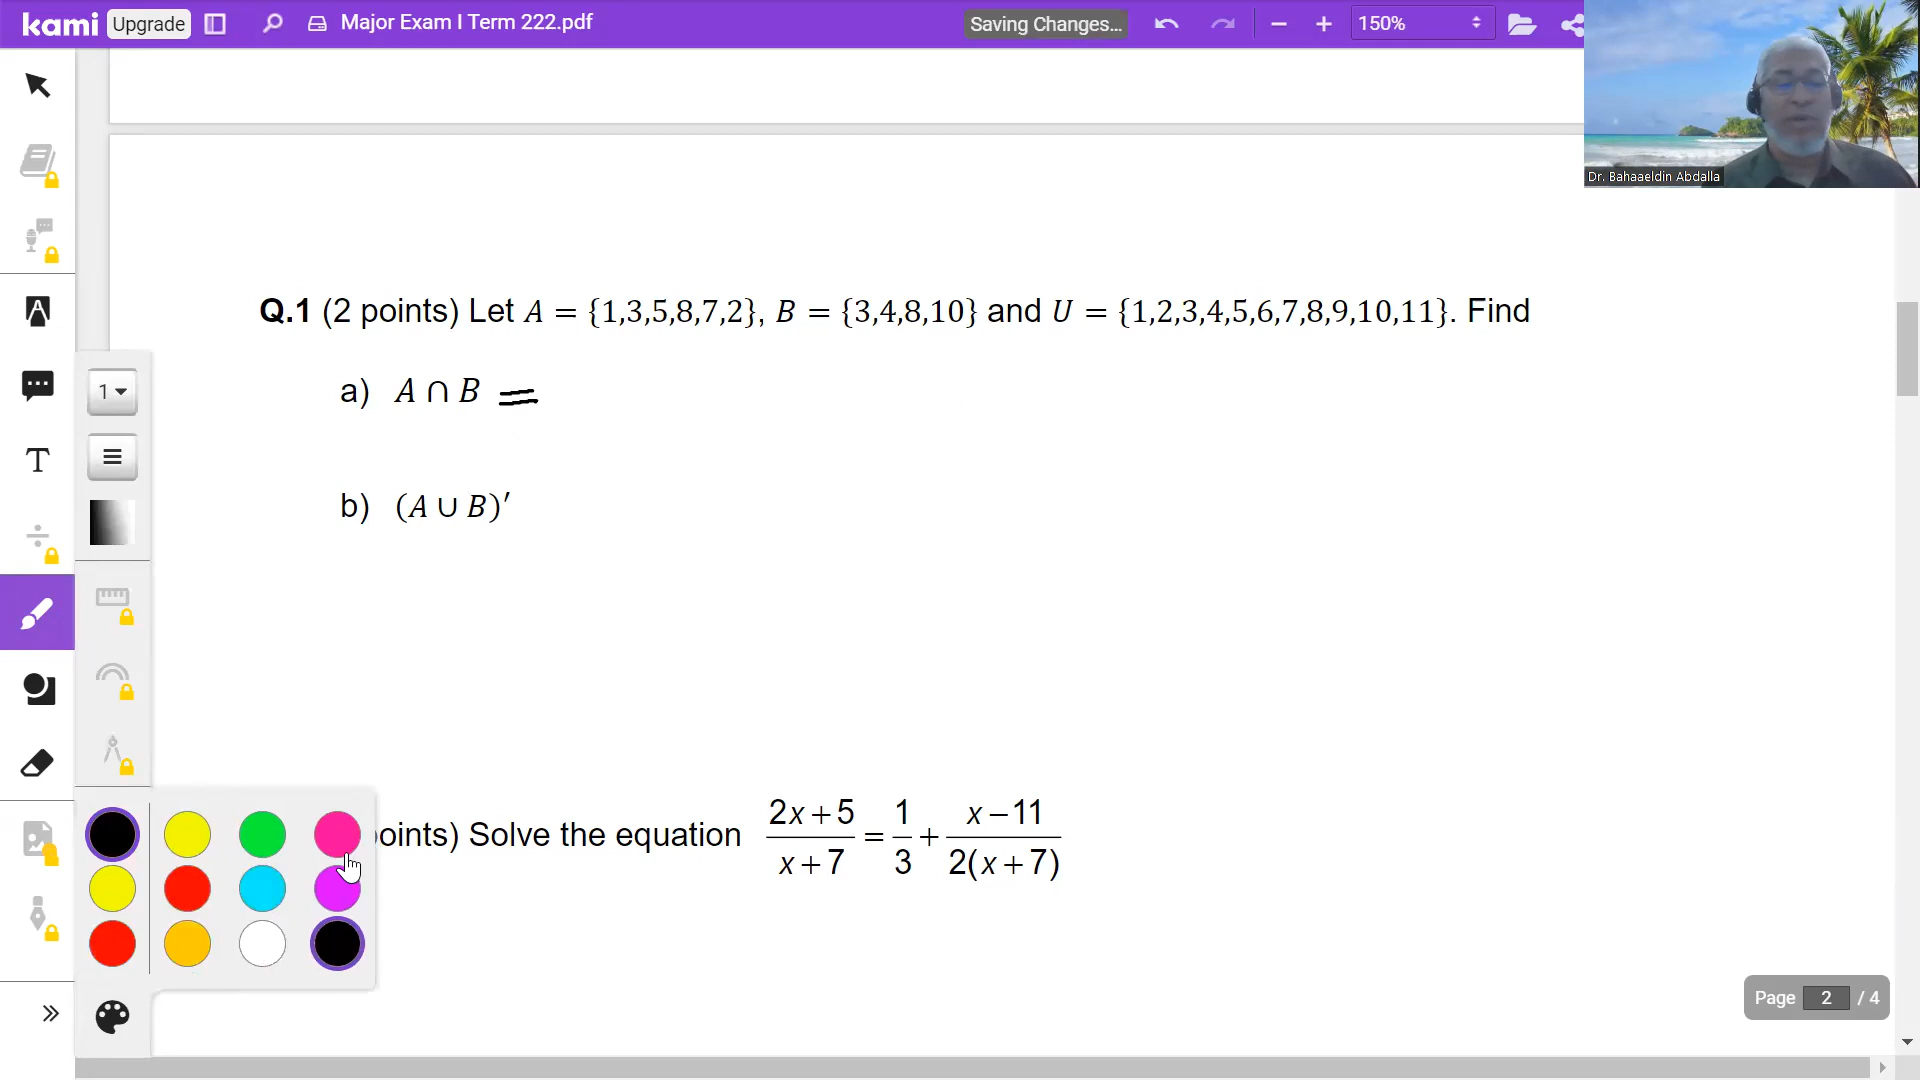 kami Upgrade Major Exam I Term 222.pdf Saving Changes... 150%
Dr. Bahaaeldin Abdalla
Q.1 (2 points) Let A = {1,3,5,8,7,2}, B = {3,4,8,10} and U = {1,2,3,4,5,6,7,8,9,10,11}. Find
a) A ∩ B =
1
b) (A ∪ B)′
oints) Solve the equation (2x+5)/(x+7) = 1/3 + (x−11)/(2(x+7))
Page 2 / 4